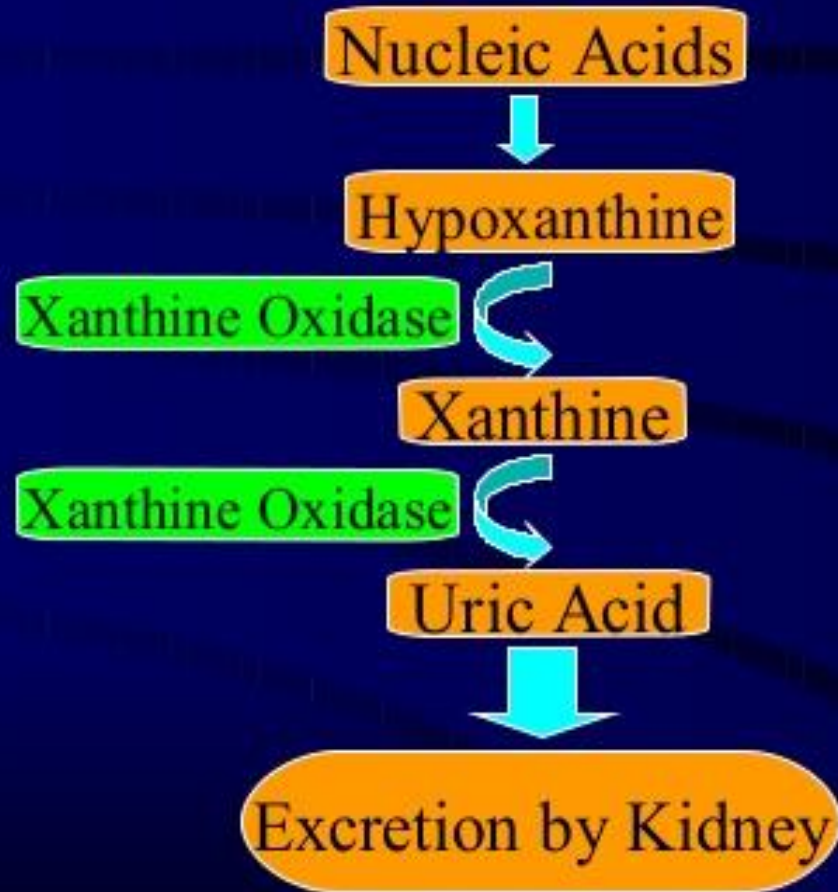 Nucleic Acids
Hypoxanthine
Xanthine Oxidase
Xanthine
Xanthine Oxidase
Uric Acid
Excretion by Kidney